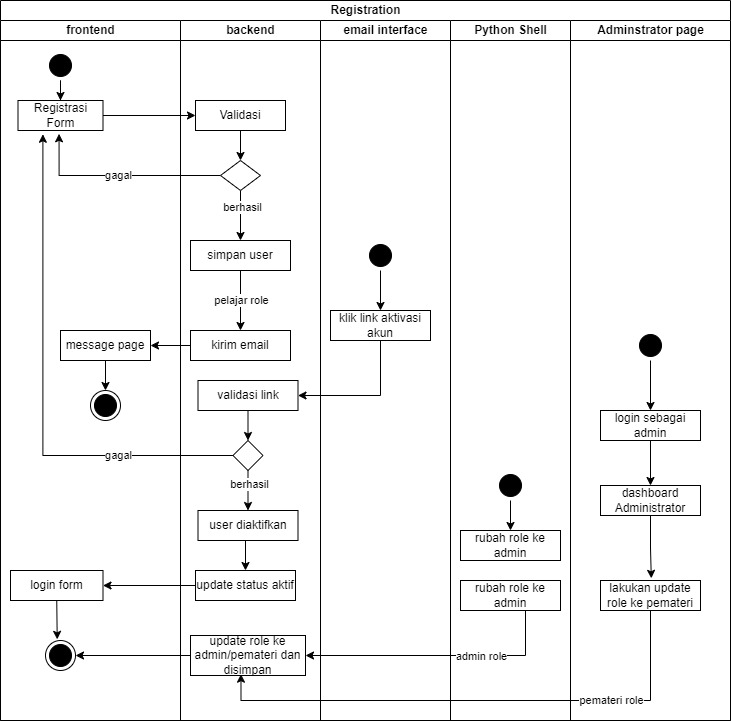 Registration
frontend
backend
email interface
Python Shell
Adminstrator page
Registrasi
Form
Validasi
gagal
berhasil
simpan user
pelajar role
klik link aktivasi
akun
message page
kirim email
validasi link
login sebagai
admin
gagal
berhasil
dashboard
Administrator
user diaktifkan
rubah role ke
admin
login form
update status aktif
rubah role ke
admin
lakukan update
role ke pemateri
update role ke
admin/pemateri dan
disimpan
admin role
pemateri role